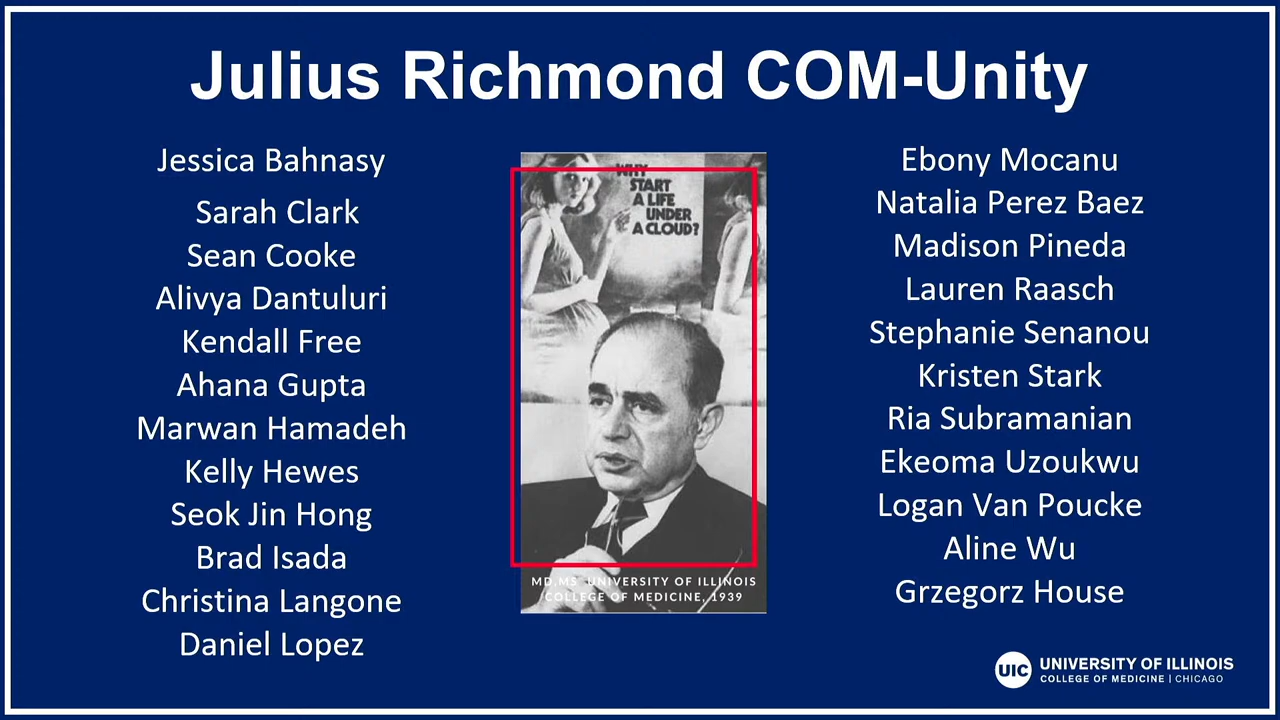 Julius Richmond COM-Unity
Jessica Bahnasy
Sarah Clark
Sean Cooke
Alivya Dantuluri
Kendall Free
Ahana Gupta
Marwan Hamadeh
Kelly Hewes
Seok Jin Hong
Brad Isada
Christina Langone
Daniel Lopez
WHY
START
A LIFE
UNDER
A CLOUD?
MD,MS UNIVERSITY OF ILLINOIS
COLLEGE OF MEDICINE, 1939
Ebony Mocanu
Natalia Perez Baez
Madison Pineda
Lauren Raasch
Stephanie Senanou
Kristen Stark
Ria Subramanian
Ekeoma Uzoukwu
Logan Van Poucke
Aline Wu
Grzegorz House
UIC UNIVERSITY OF ILLINOIS
COLLEGE OF MEDICINE | CHICAGO